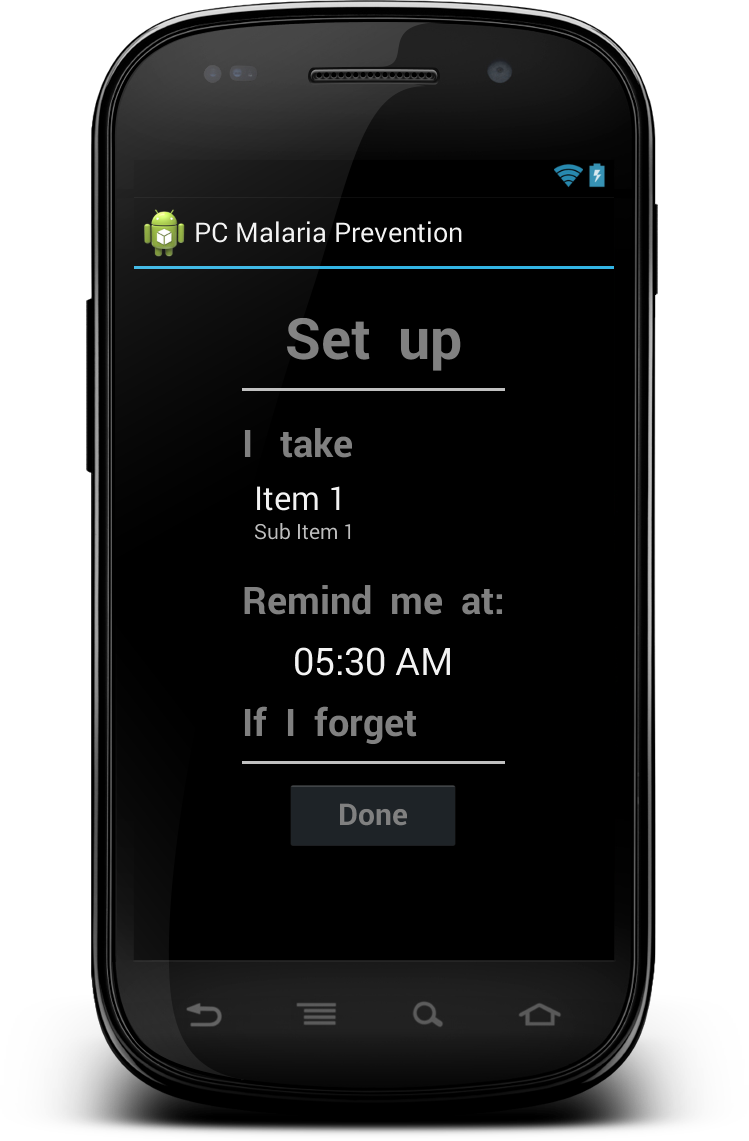 PC Malaria Prevention
Set up
I take
Item 1
Sub Item 1
Remind me at:
05:30 AM
If I forget
Done